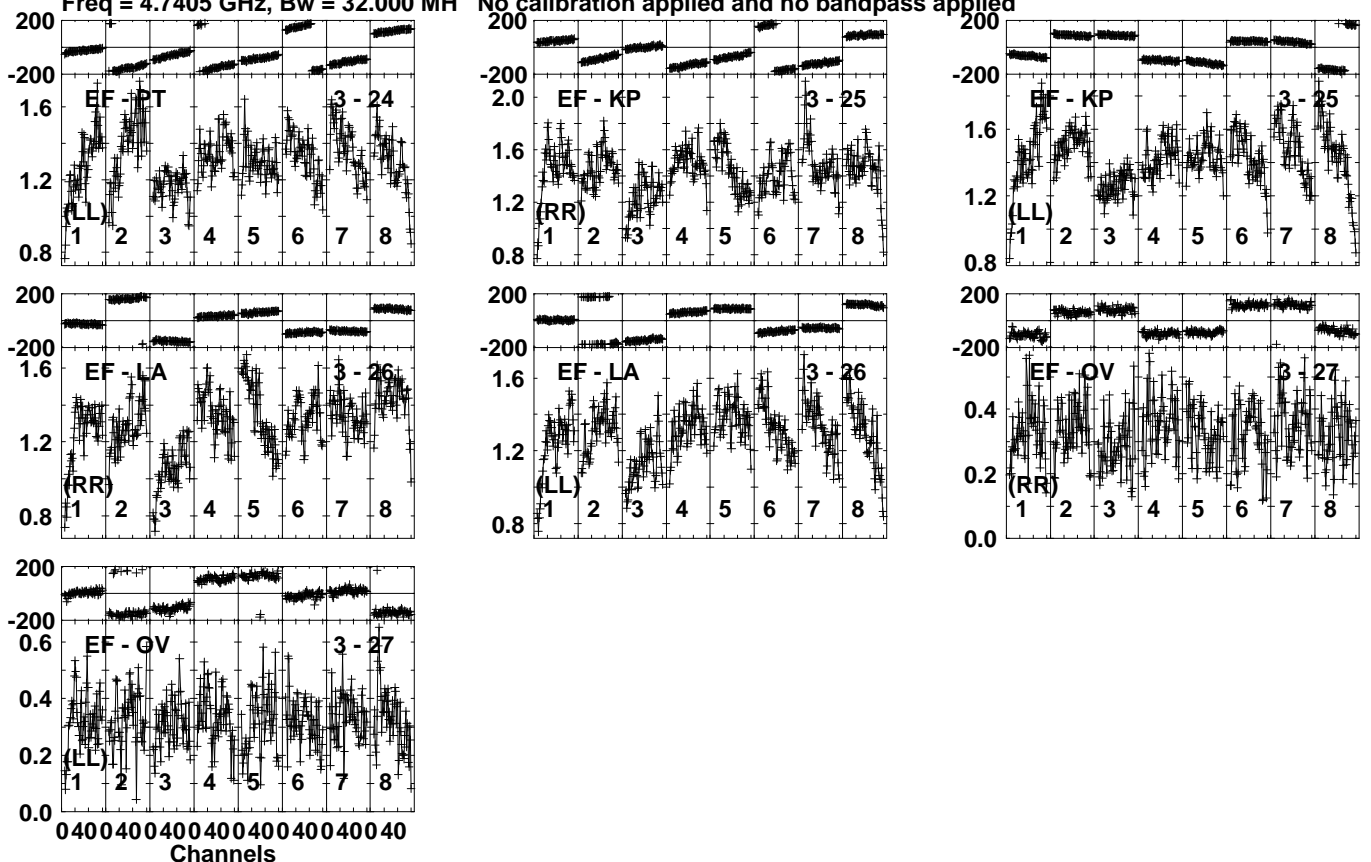 Freq = 4.7405 GHz, Bw = 32.000 MH No calibration applied and no bandpass applied
200
-200
EF - PT 3 - 24
1.6
1.2
0.8
(LL)
1 2 3 4 5 6 7 8
200
-200
EF - KP 3 - 25
2.0
1.6
1.2
0.8
(RR)
1 2 3 4 5 6 7 8
200
-200
EF - KP 3 - 25
1.6
1.2
0.8
(LL)
1 2 3 4 5 6 7 8
200
-200
EF - LA 3 - 26
1.6
1.2
0.8
(RR)
1 2 3 4 5 6 7 8
200
-200
EF - LA 3 - 26
1.6
1.2
0.8
(LL)
1 2 3 4 5 6 7 8
200
-200
EF - OV 3 - 27
0.4
0.2
0.0
(RR)
1 2 3 4 5 6 7 8
200
-200
EF - OV 3 - 27
0.6
0.4
0.2
0.0
(LL)
1 2 3 4 5 6 7 8
0 40 0 40 0 40 0 40 0 40 0 40 0 40 0 40
Channels